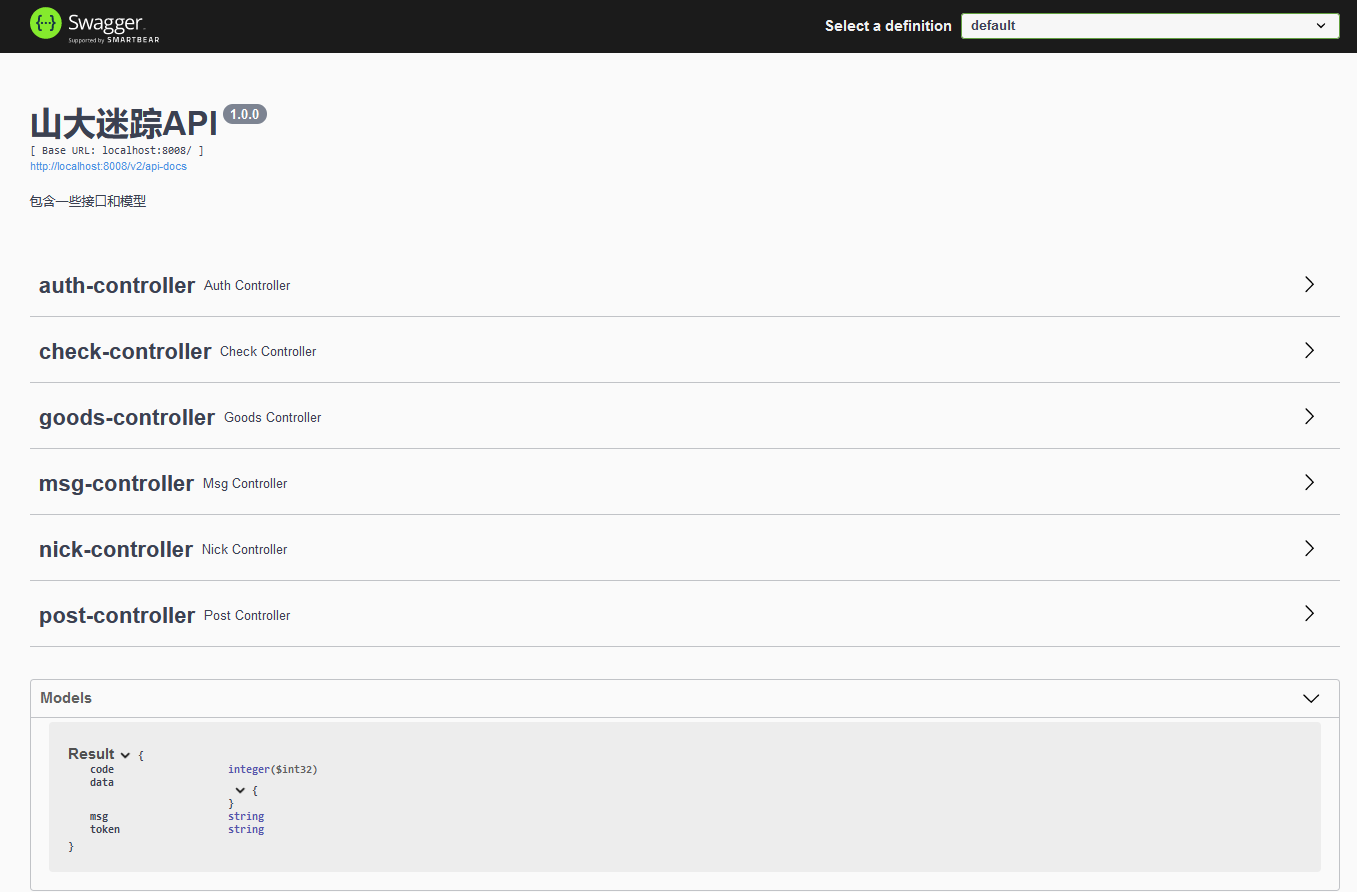 Swagger.
Supported by SMARTBEAR
Select a definition default
山大迷踪API 1.0.0
[ Base URL: localhost:8008/ ]
http://localhost:8008/v2/api-docs
包含一些接口和模型
auth-controller Auth Controller
check-controller Check Controller
goods-controller Goods Controller
msg-controller Msg Controller
nick-controller Nick Controller
post-controller Post Controller
Models
Result {
code integer($int32)
data
{
}
msg string
token string
}